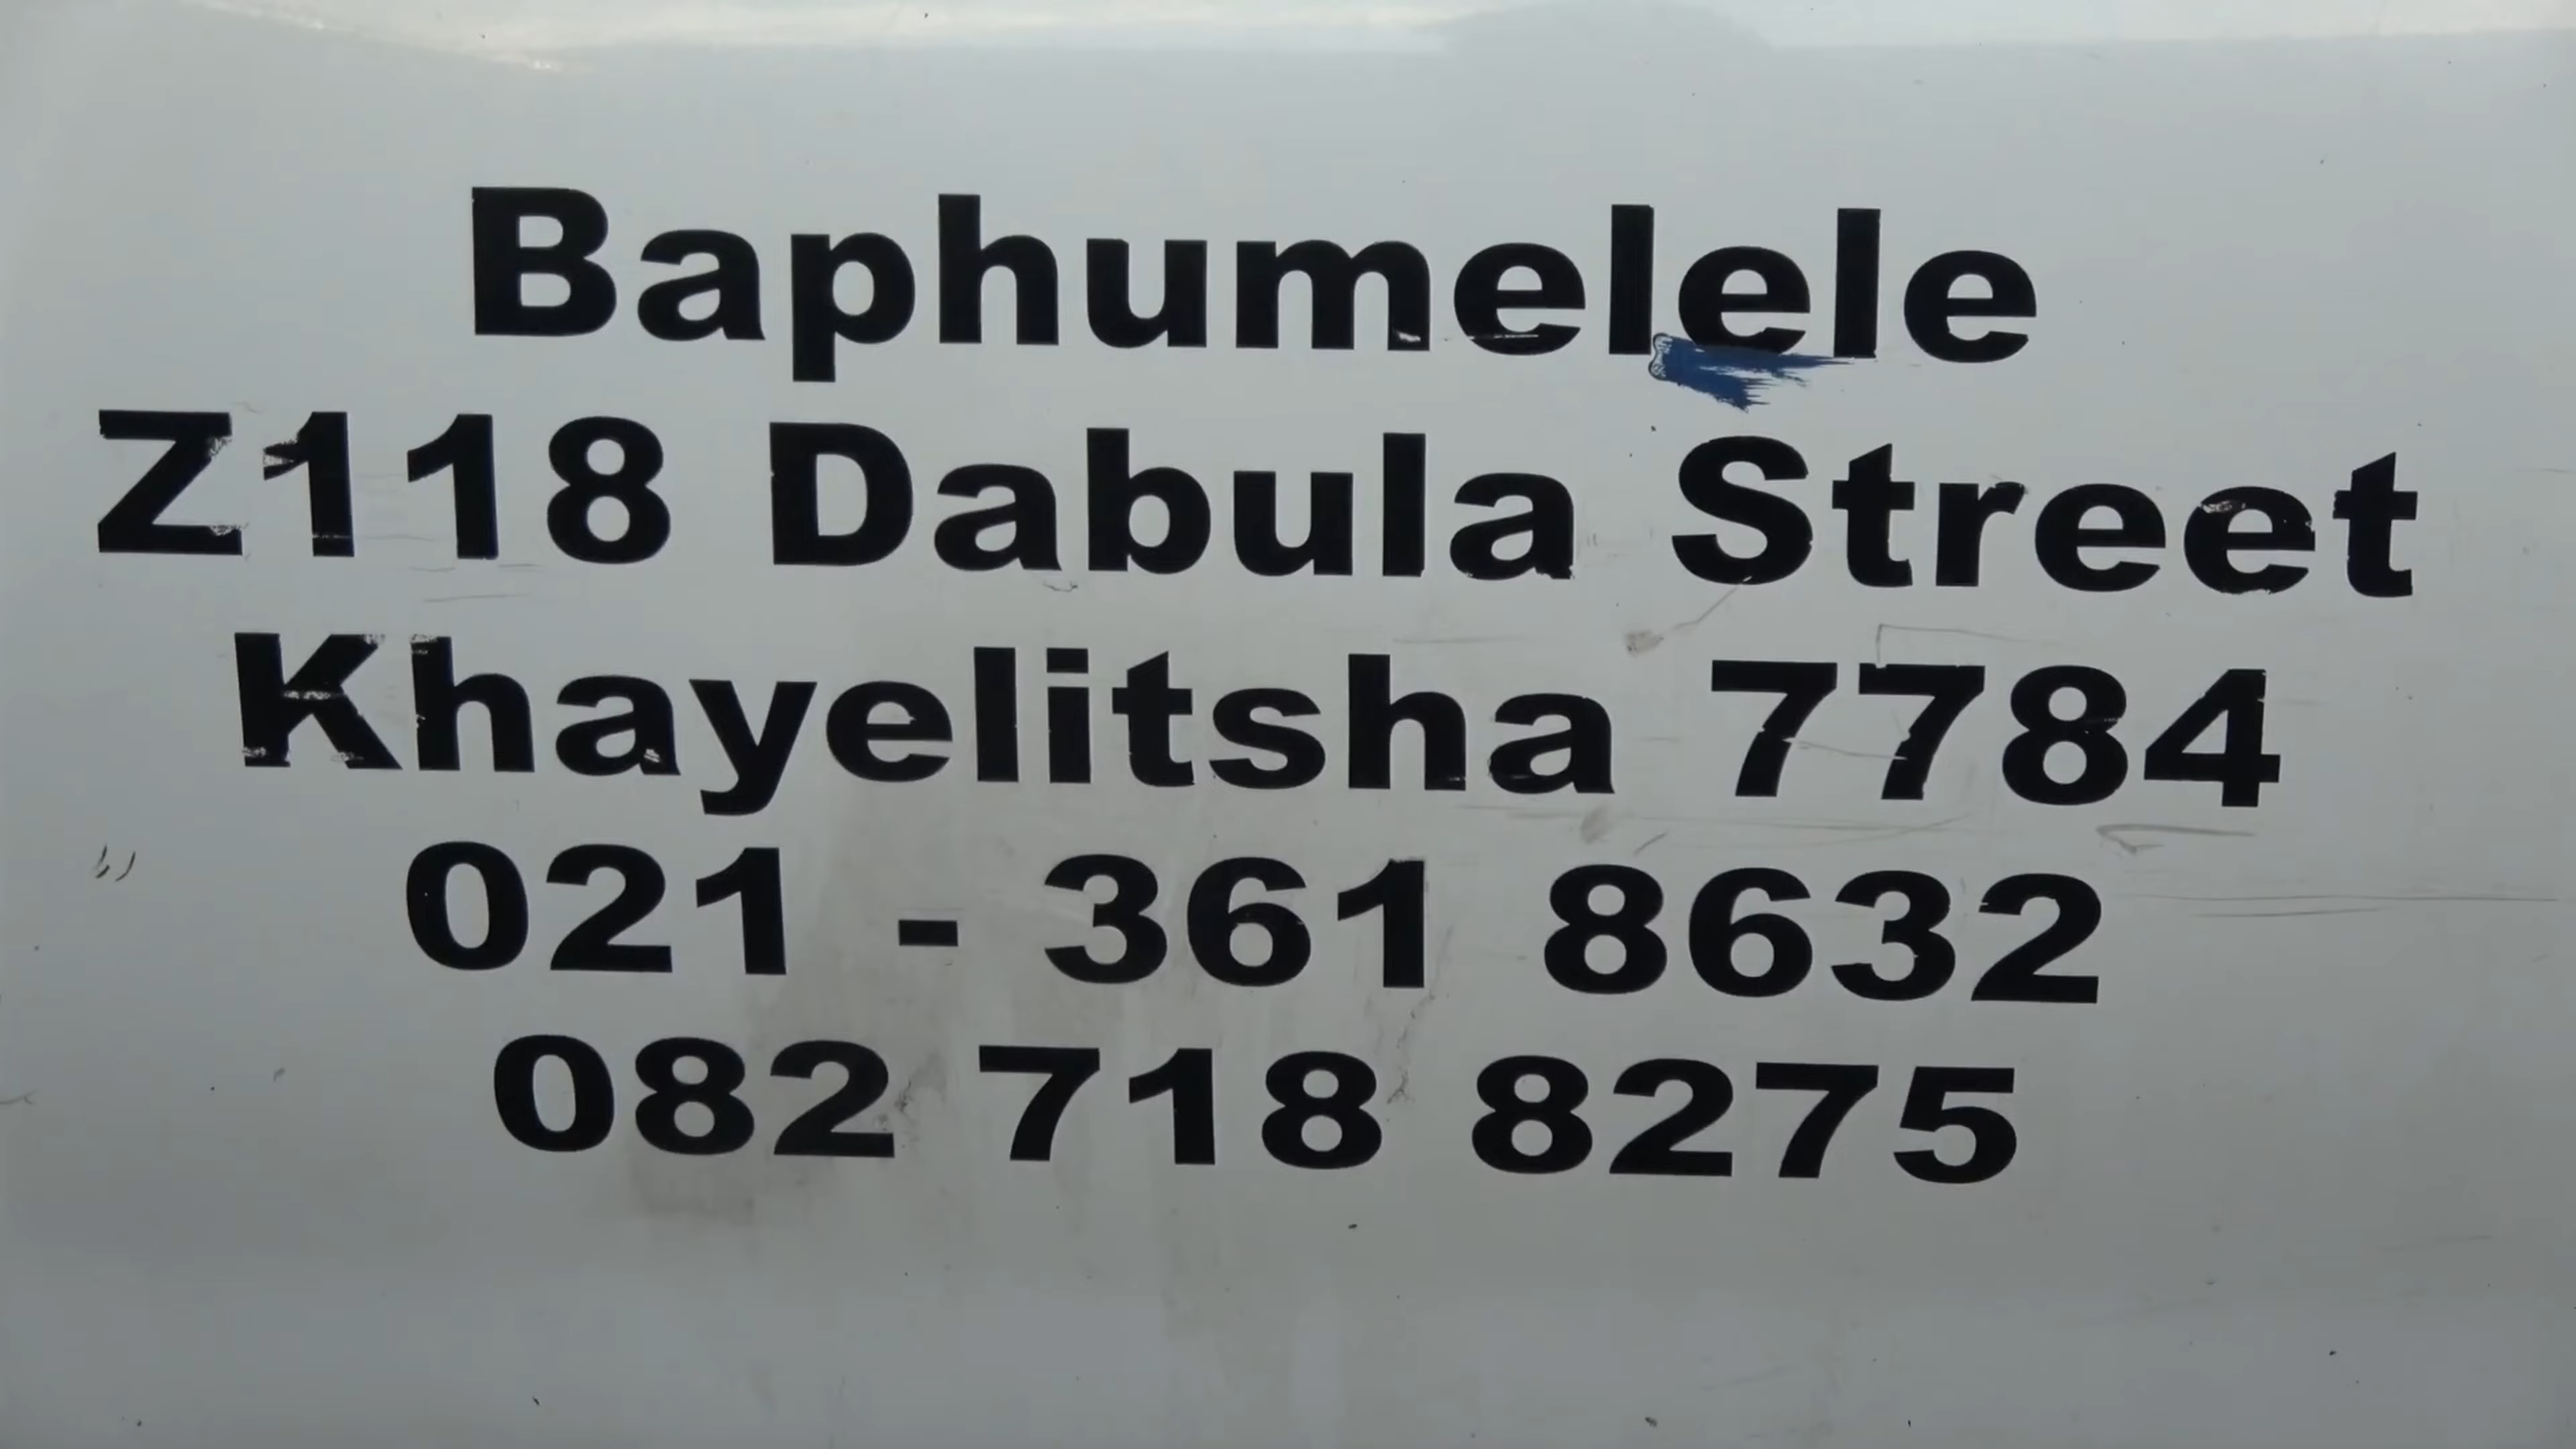 Baphumelele
Z118 Dabula Street
Khayelitsha 7784
021 - 361 8632
082 718 8275